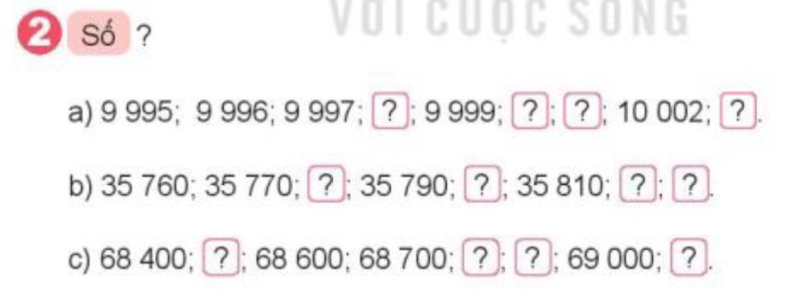 VỚI CUỘC SỐNG
2 Số ?
a) 9 995; 9 996; 9 997; ?; 9 999; ?; ?; 10 002; ?.
b) 35 760; 35 770; ?; 35 790; ?; 35 810; ?; ?.
c) 68 400; ?; 68 600; 68 700; ?; ?; 69 000; ?.